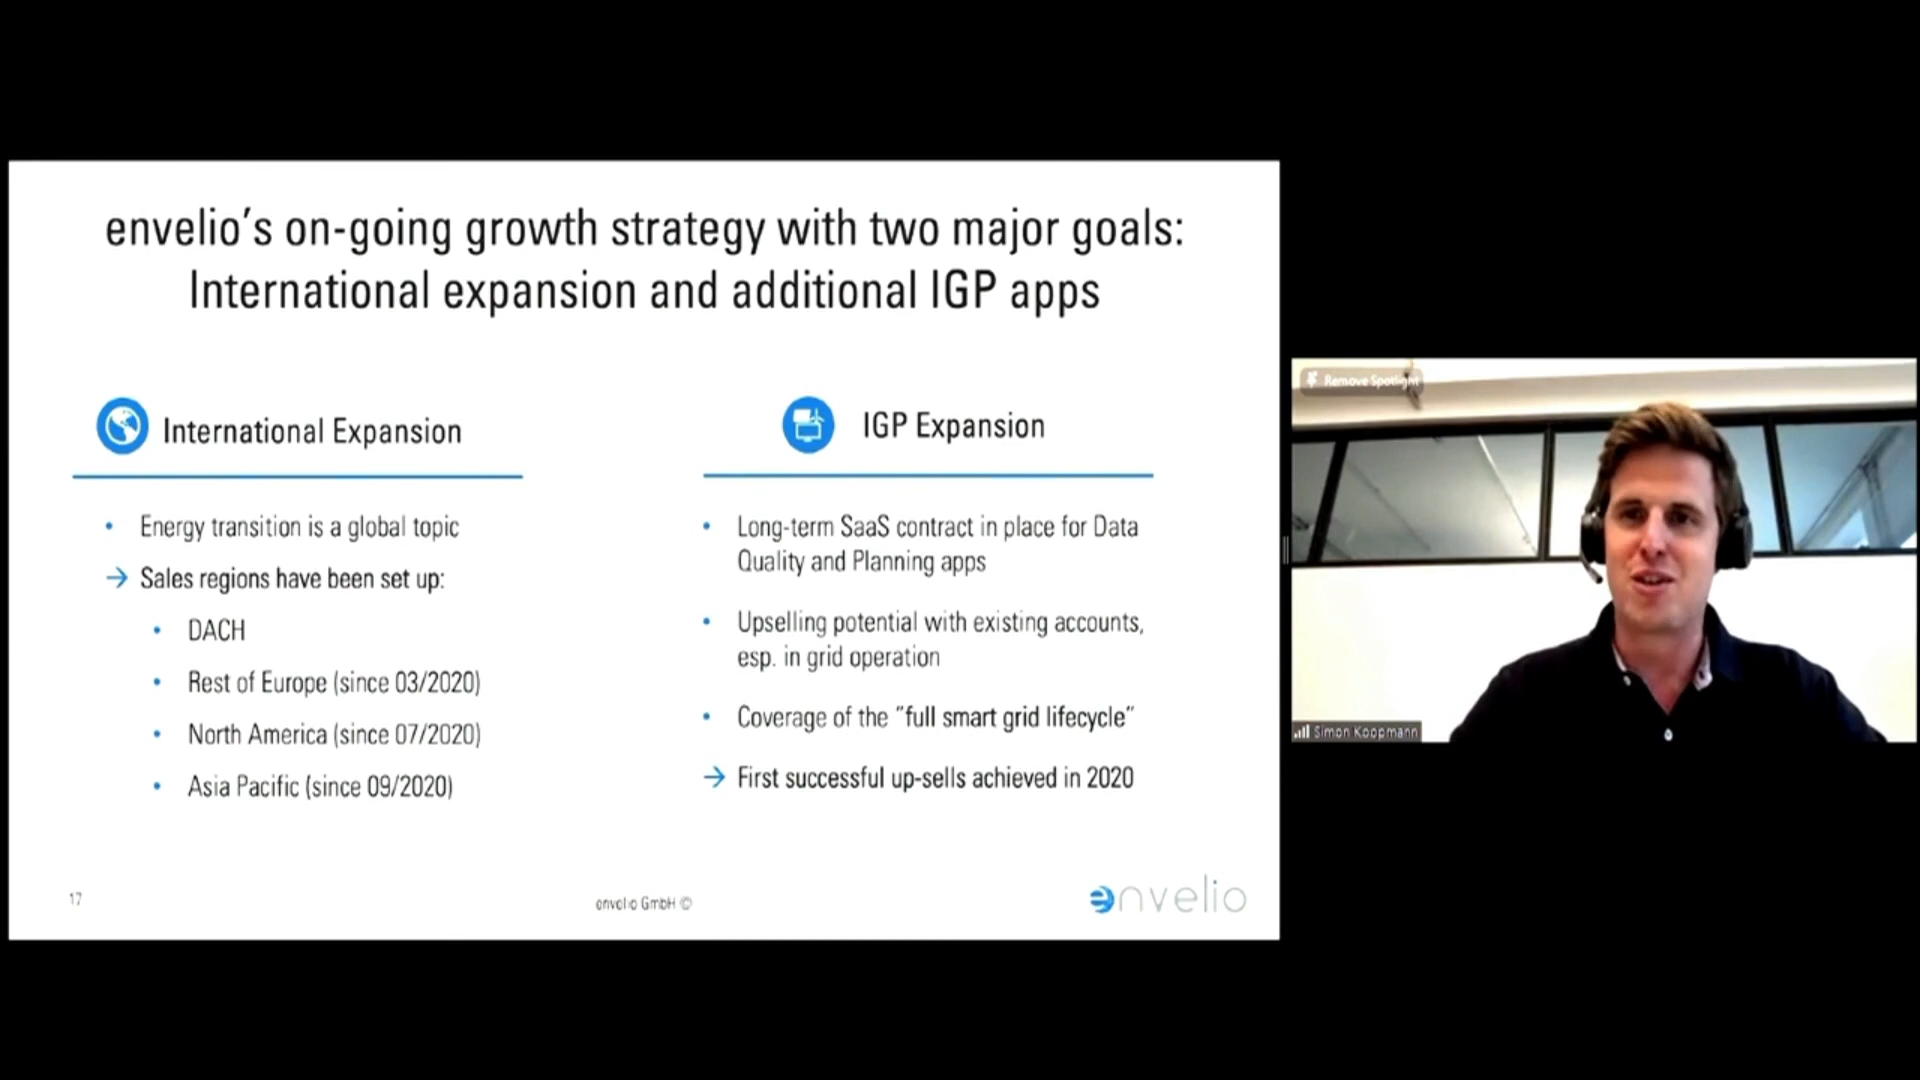 envelio's on-going growth strategy with two major goals:
International expansion and additional IGP apps
International Expansion
• Energy transition is a global topic
→ Sales regions have been set up:
• DACH
• Rest of Europe (since 03/2020)
• North America (since 07/2020)
• Asia Pacific (since 09/2020)
IGP Expansion
• Long-term SaaS contract in place for Data
Quality and Planning apps
• Upselling potential with existing accounts,
esp. in grid operation
• Coverage of the "full smart grid lifecycle"
→ First successful up-sells achieved in 2020
17
envelio GmbH ©
envelio
Remove Spotlight
Simon Koopmann